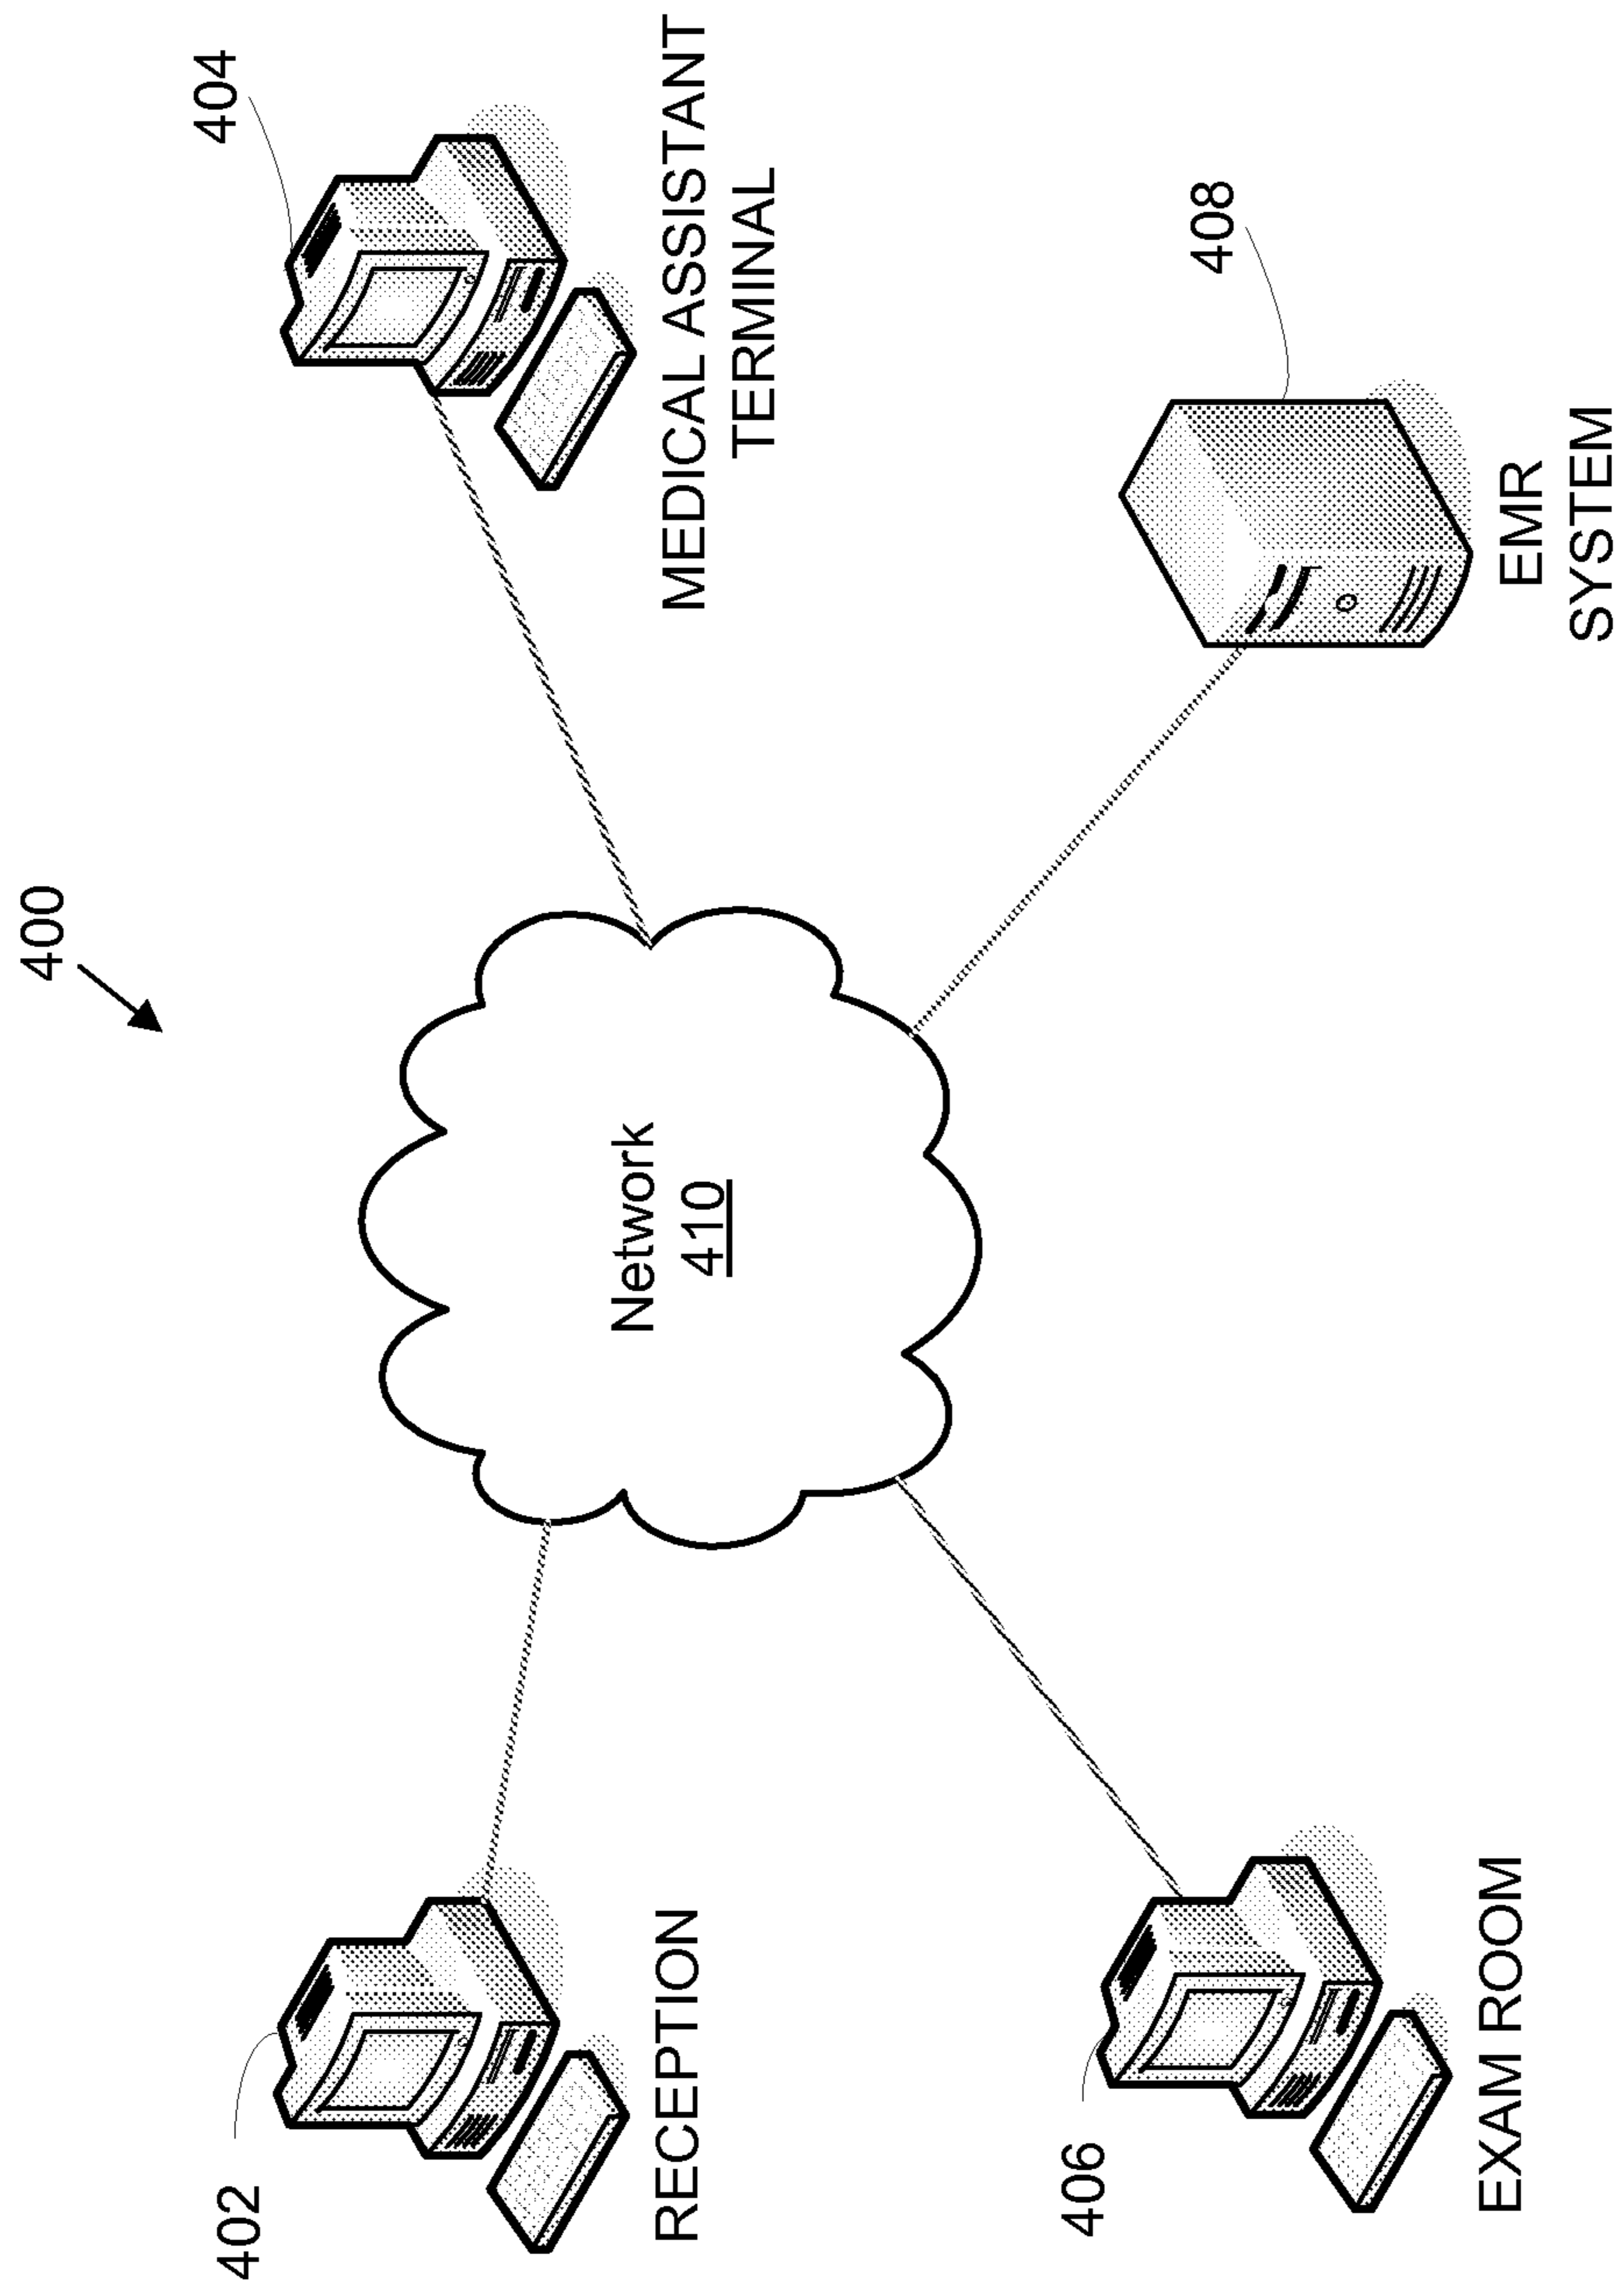 400
402
RECEPTION
404
MEDICAL ASSISTANT
TERMINAL
Network
410
406
EXAM ROOM
408
EMR
SYSTEM